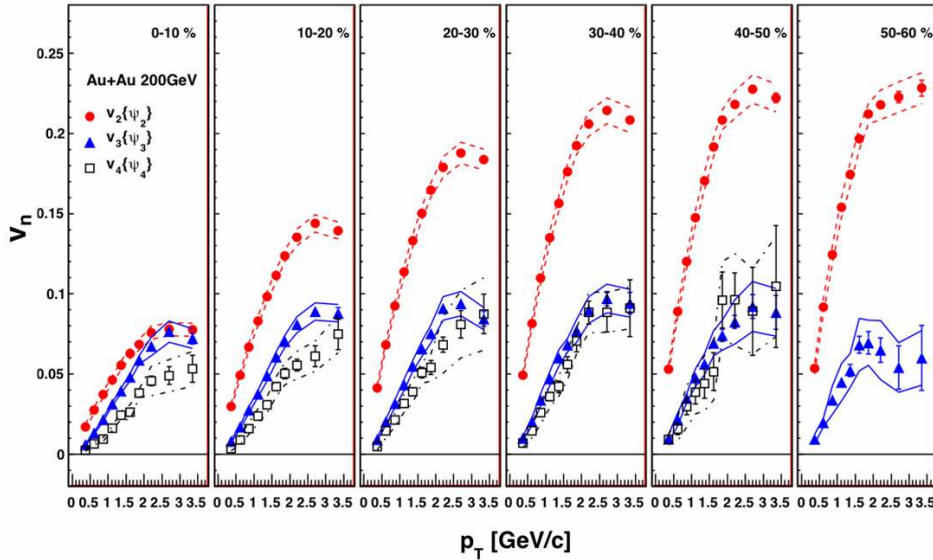 0-10 % 10-20 % 20-30 % 30-40 % 40-50 % 50-60 %
0.25
Au+Au 200GeV
v₂{ψ₂}
v₃{ψ₃}
v₄{ψ₄}
0.2
0.15
0.1
0.05
0
vₙ
0 0.5 1 1.5 2 2.5 3 3.5 0 0.5 1 1.5 2 2.5 3 3.5 0 0.5 1 1.5 2 2.5 3 3.5 0 0.5 1 1.5 2 2.5 3 3.5 0 0.5 1 1.5 2 2.5 3 3.5 0 0.5 1 1.5 2 2.5 3 3.5
p_T [GeV/c]